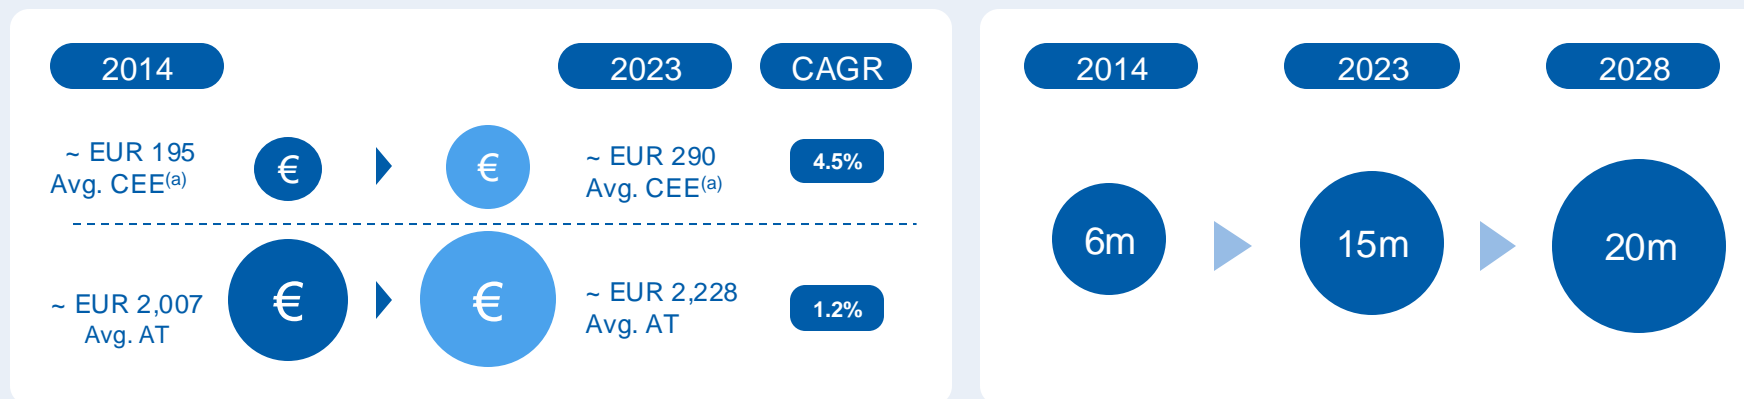 2014
2023
CAGR
~ EUR 195
Avg. CEE(a)
€
€
~ EUR 290
Avg. CEE(a)
4.5%
~ EUR 2,007
Avg. AT
€
€
~ EUR 2,228
Avg. AT
1.2%
2014
2023
2028
6m
15m
20m